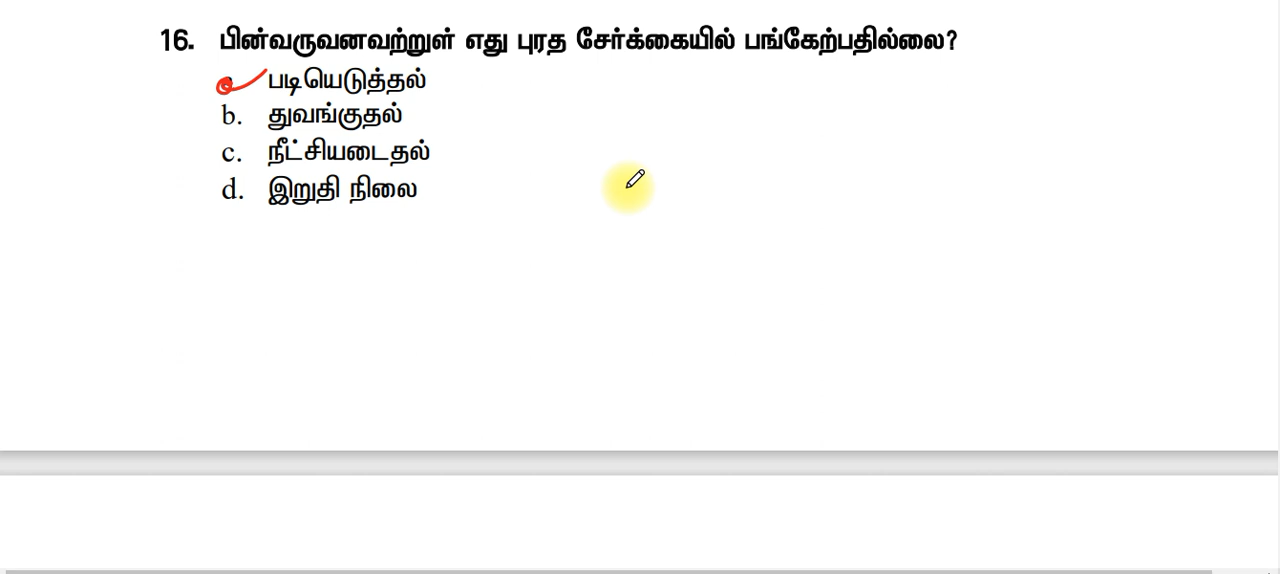 16. பின்வருவனவற்றுள் எது புரத சேர்க்கையில் பங்கேற்பதில்லை?
படியெடுத்தல்
b. துவங்குதல்
c. நீட்சியடைதல்
d. இறுதி நிலை